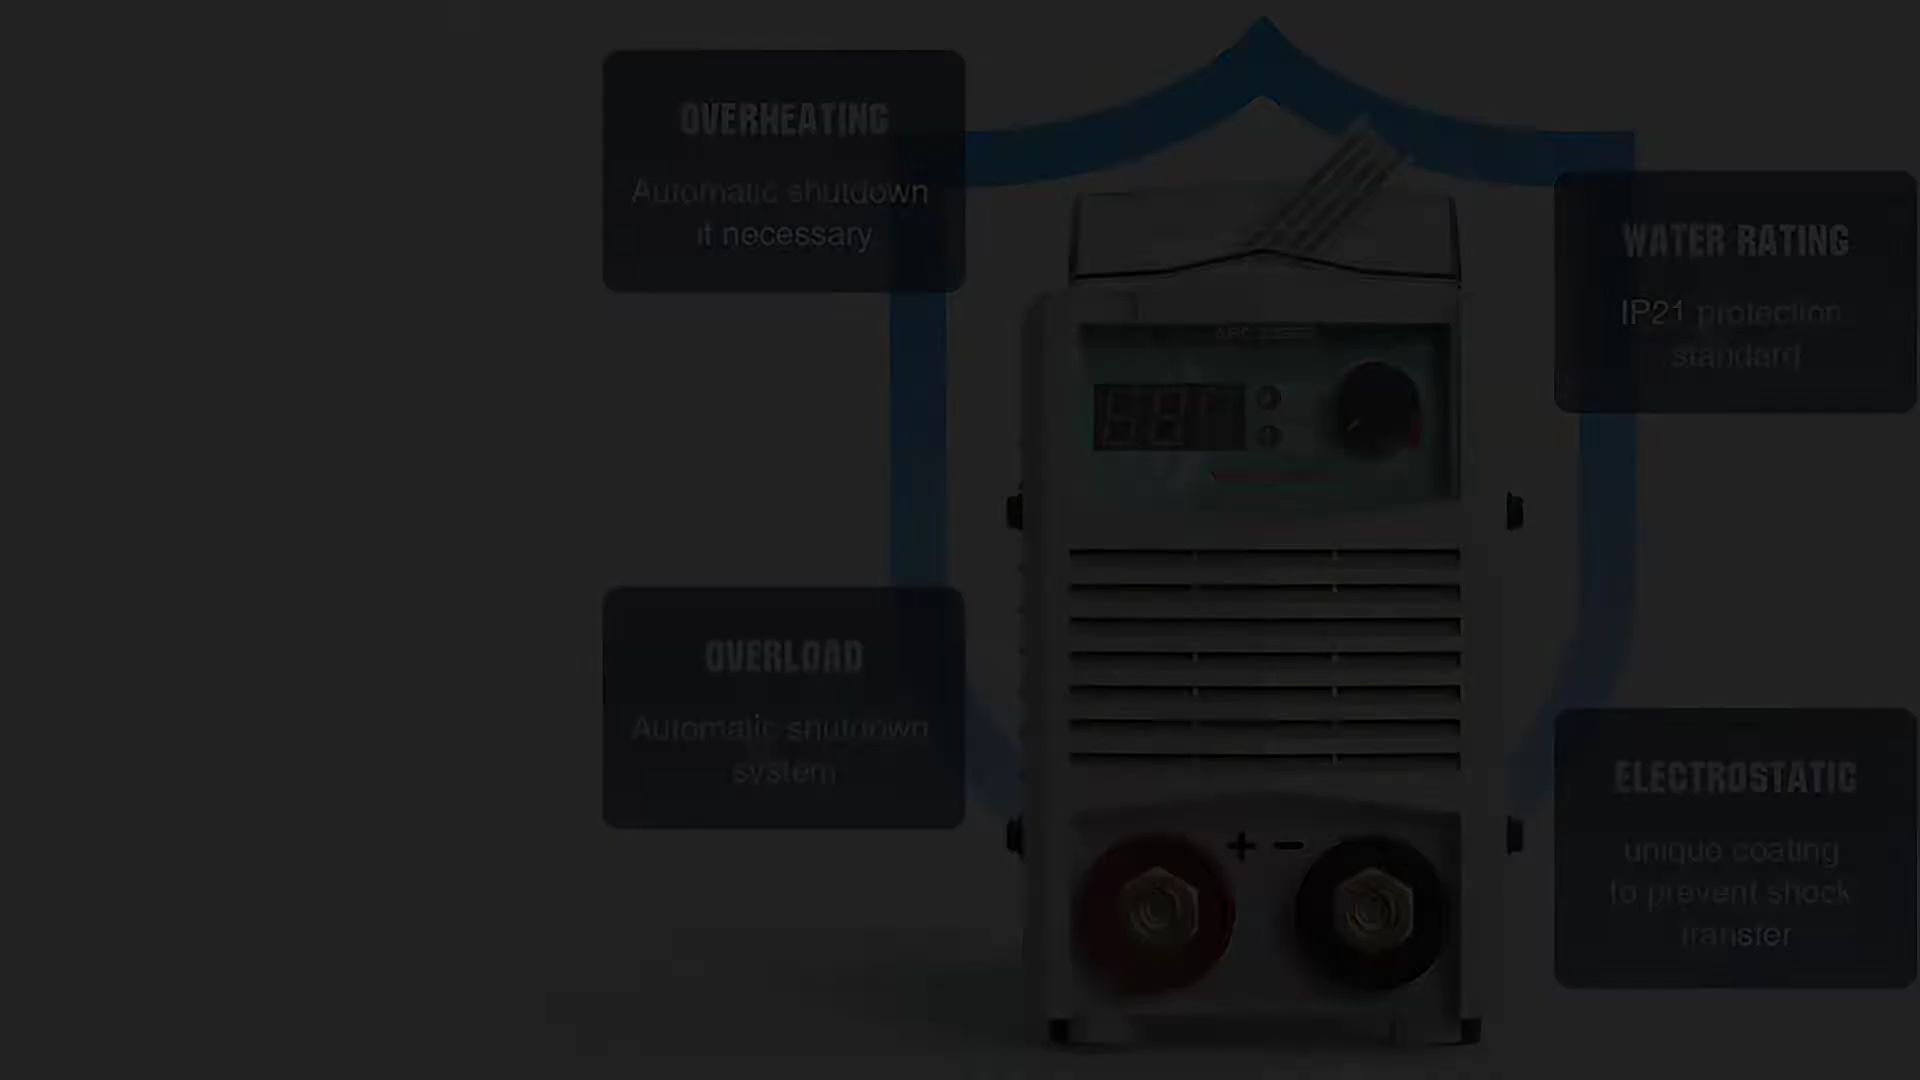 OVERHEATING
Automatic shutdown
if necessary
WATER RATING
IP21 protection
standard
OVERLOAD
Automatic shutdown
system
+ −
ELECTROSTATIC
unique coating
to prevent shock
transfer